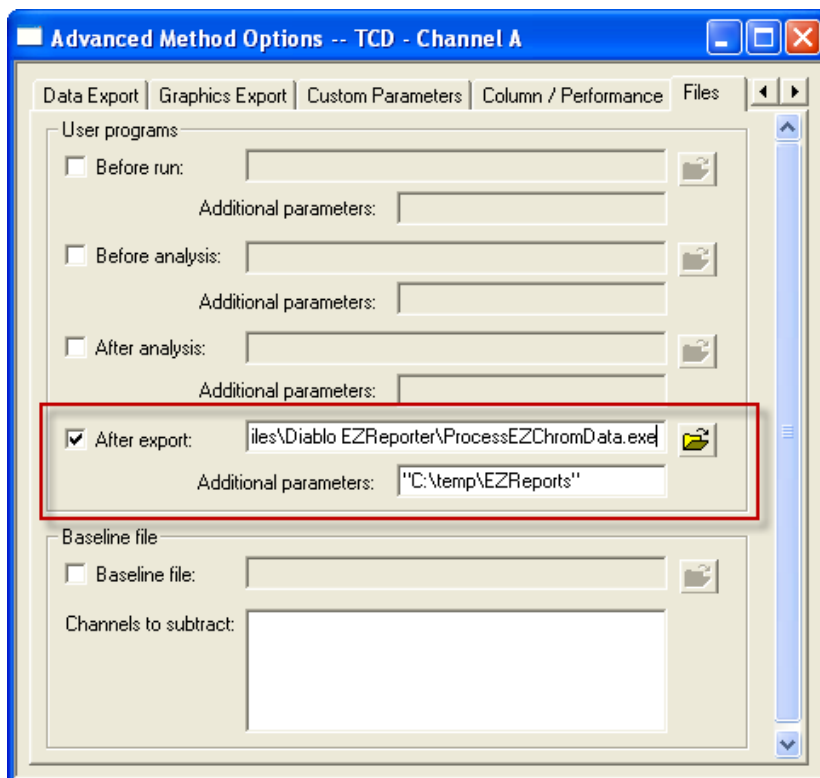 Advanced Method Options -- TCD - Channel A
Data Export Graphics Export Custom Parameters Column / Performance Files
User programs
Before run:
Additional parameters:
Before analysis:
Additional parameters:
After analysis:
Additional parameters:
After export: iles\Diablo EZReporter\ProcessEZChromData.exe
Additional parameters: "C:\temp\EZReports"
Baseline file
Baseline file:
Channels to subtract: